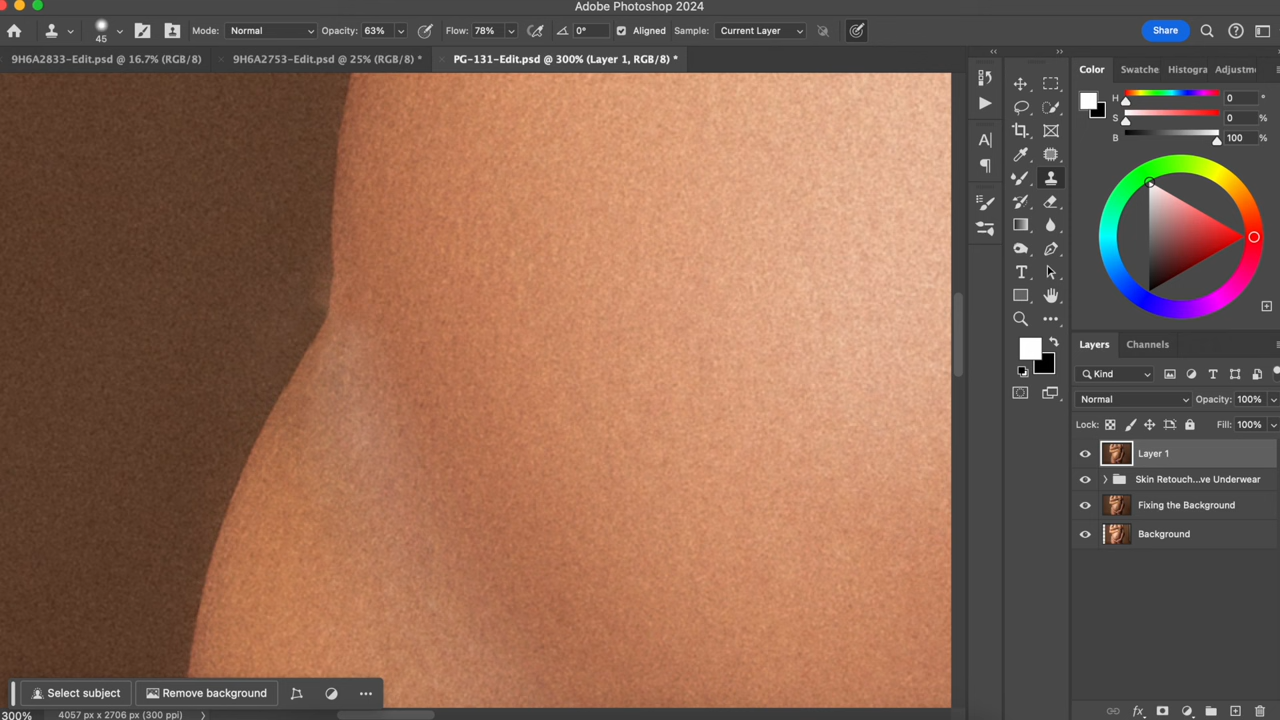 Adobe Photoshop 2024
45 Mode: Normal Opacity: 63% Flow: 78% 0° Aligned Sample: Current Layer Share
9H6A2833-Edit.psd @ 16.7% (RGB/8) 9H6A2753-Edit.psd @ 25% (RGB/8) * PG-131-Edit.psd @ 300% (Layer 1, RGB/8) *
Color Swatche Histogra Adjustm
H 0 °
S 0 %
B 100 %
Layers Channels
Kind
Normal Opacity: 100%
Lock: Fill: 100%
Layer 1
Skin Retouch...ve Underwear
Fixing the Background
Background
Select subject Remove background
300% 4057 px x 2706 px (300 ppi)